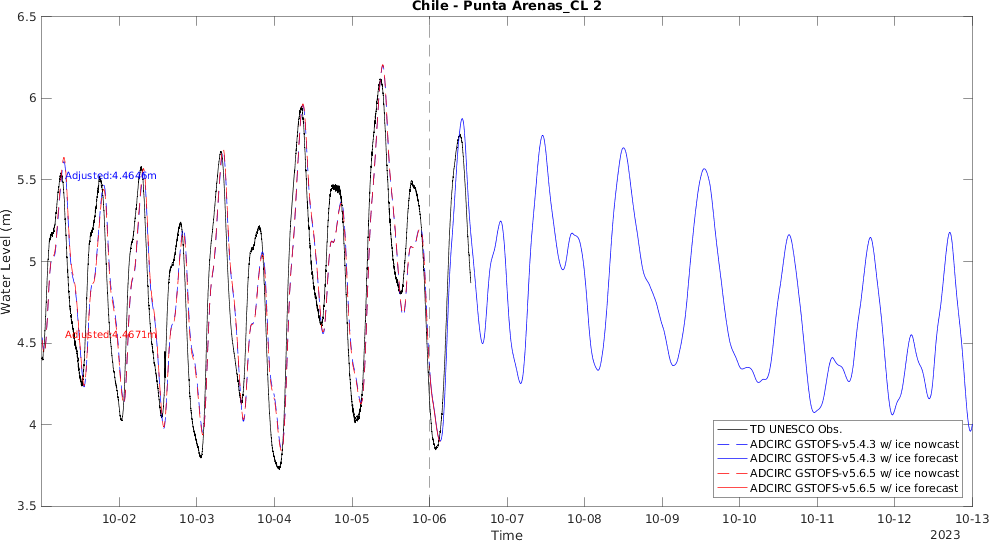 Chile - Punta Arenas_CL 2
6.5
6
5.5
5
4.5
4
3.5
Water Level (m)
Adjusted:4.4646m
Adjusted:4.4671m
TD UNESCO Obs.
ADCIRC GSTOFS-v5.4.3 w/ ice nowcast
ADCIRC GSTOFS-v5.4.3 w/ ice forecast
ADCIRC GSTOFS-v5.6.5 w/ ice nowcast
ADCIRC GSTOFS-v5.6.5 w/ ice forecast
10-02 10-03 10-04 10-05 10-06 10-07 10-08 10-09 10-10 10-11 10-12 10-13
Time
2023